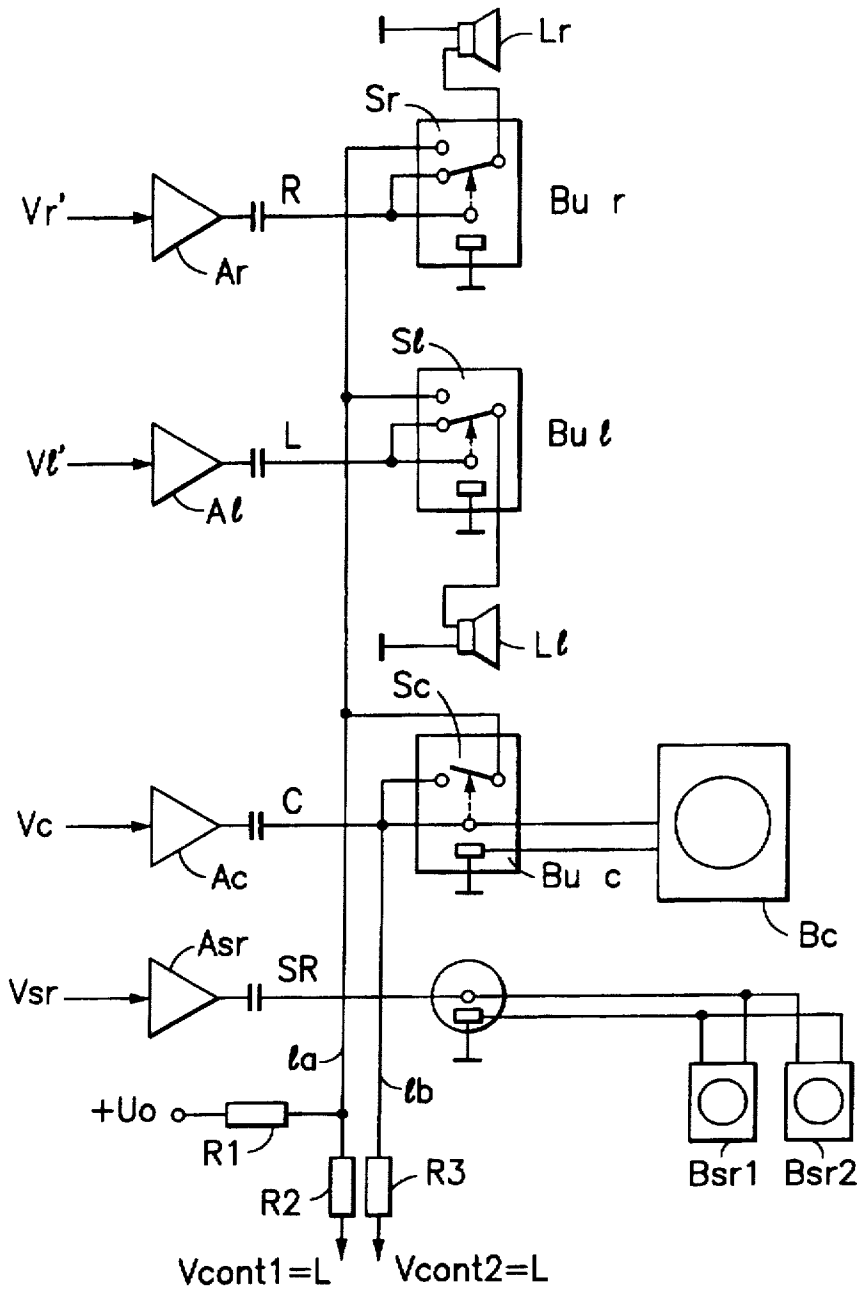 Lr
Sr
Vr'
R
Bu r
Ar
Sℓ
Vℓ'
L
Bu ℓ
Aℓ
Lℓ
Sc
Vc
C
Ac
Bu c
Bc
Asr
SR
Vsr
ℓa
ℓb
+Uo
R1
R2
R3
Bsr1
Bsr2
Vcont1=L
Vcont2=L